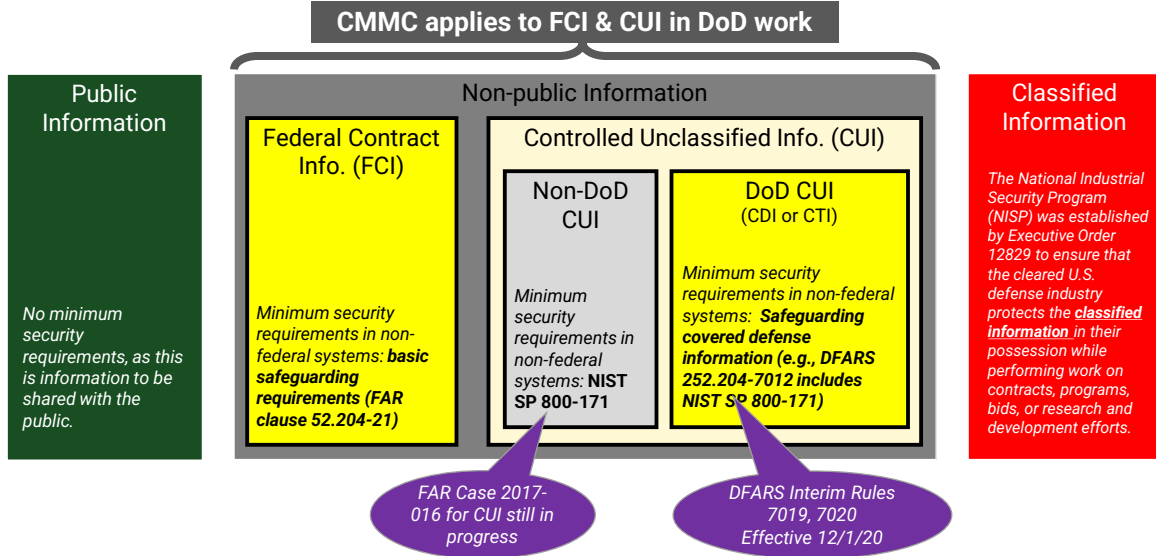 CMMC applies to FCI & CUI in DoD work
Public
Information
No minimum
security
requirements, as this
is information to be
shared with the
public.
Non-public Information
Federal Contract
Info. (FCI)
Minimum security
requirements in non-
federal systems: basic
safeguarding
requirements (FAR
clause 52.204-21)
Controlled Unclassified Info. (CUI)
Non-DoD
CUI
Minimum
security
requirements in
non-federal
systems: NIST
SP 800-171
DoD CUI
(CDI or CTI)
Minimum security
requirements in non-federal
systems: Safeguarding
covered defense
information (e.g., DFARS
252.204-7012 includes
NIST SP 800-171)
Classified
Information
The National Industrial
Security Program
(NISP) was established
by Executive Order
12829 to ensure that
the cleared U.S.
defense industry
protects the classified
information in their
possession while
performing work on
contracts, programs,
bids, or research and
development efforts.
FAR Case 2017-
016 for CUI still in
progress
DFARS Interim Rules
7019, 7020
Effective 12/1/20